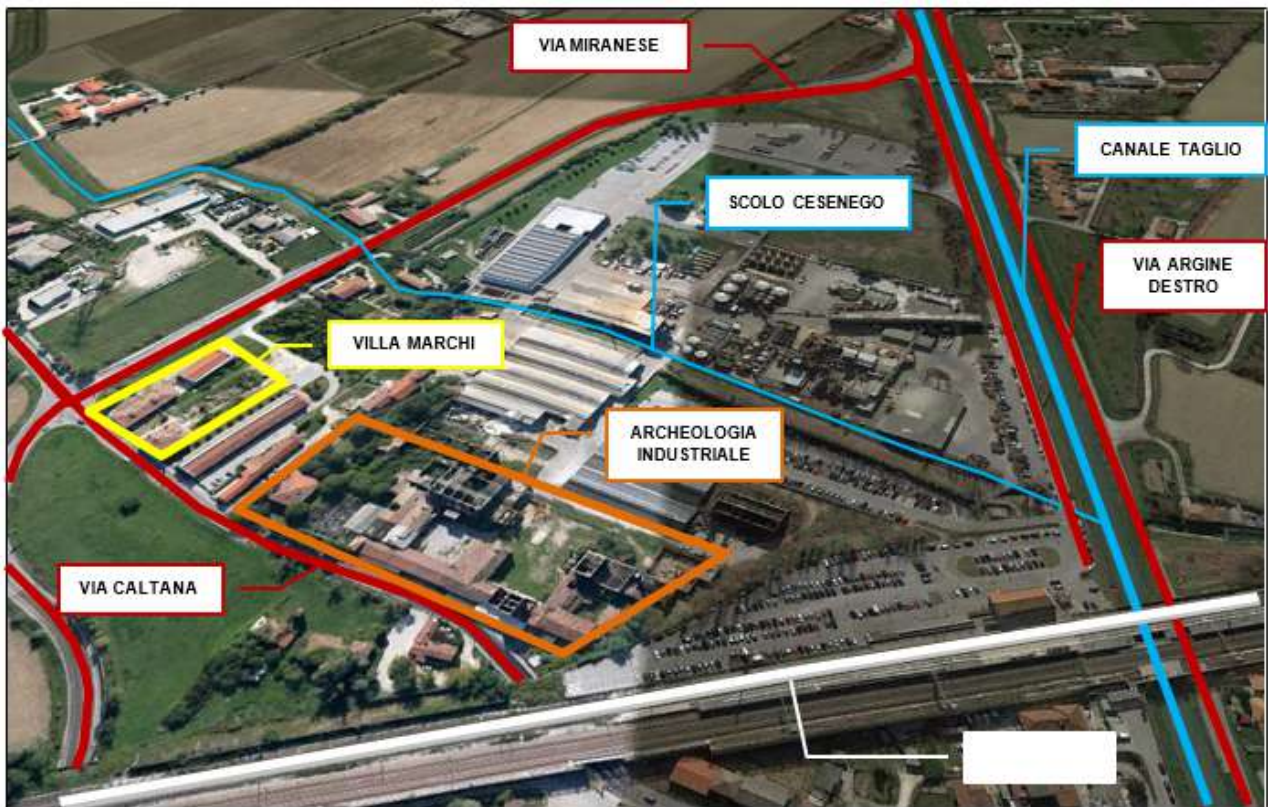 VIA MIRANESE
CANALE TAGLIO
SCOLO CESENEGO
VIA ARGINE
DESTRO
VILLA MARCHI
ARCHEOLOGIA
INDUSTRIALE
VIA CALTANA